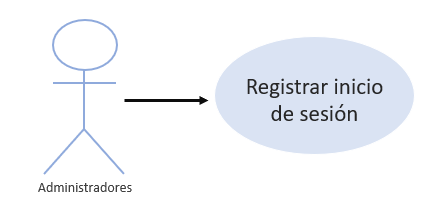 Registrar inicio
de sesión
Administradores